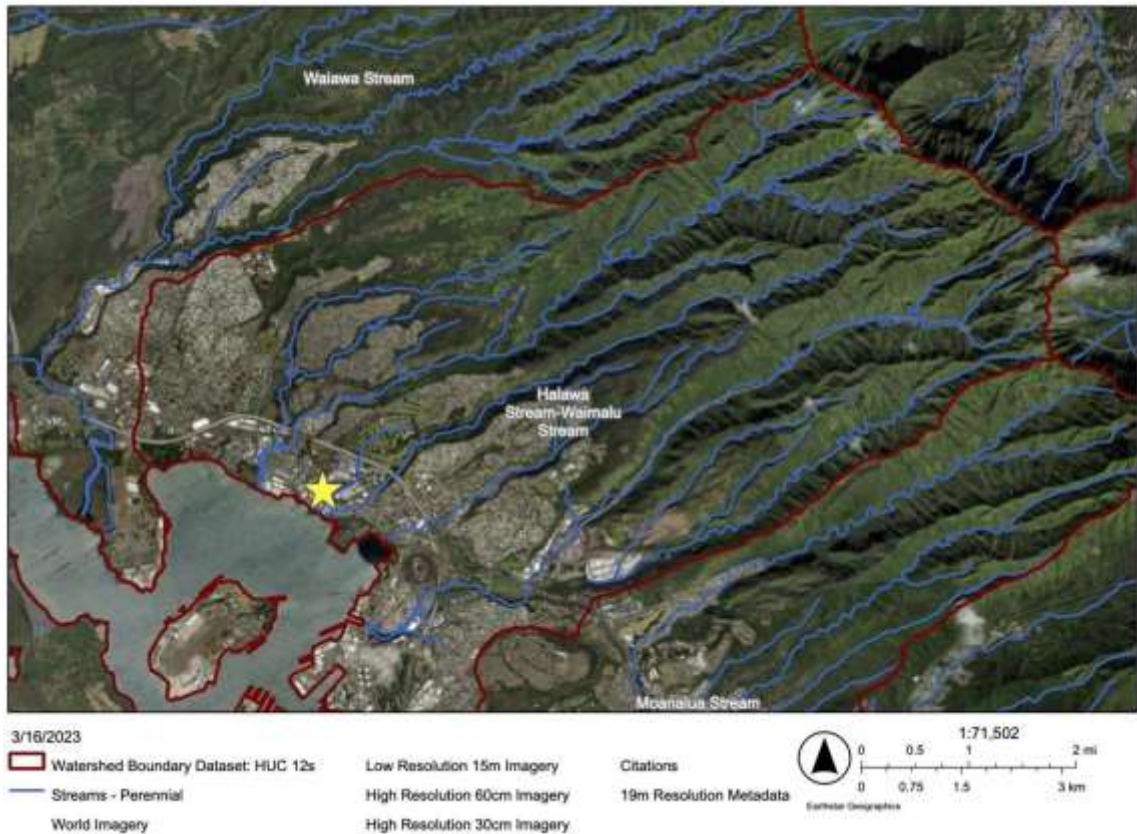 Waiawa Stream
Halawa
Stream-Waimalu
Stream
Moanalua Stream
3/16/2023
Watershed Boundary Dataset: HUC 12s
Streams - Perennial
World Imagery
Low Resolution 15m Imagery
High Resolution 60cm Imagery
High Resolution 30cm Imagery
Citations
19m Resolution Metadata
1:71,502
0 0.5 1 2 mi
0 0.75 1.5 3 km
Earthstar Geographics